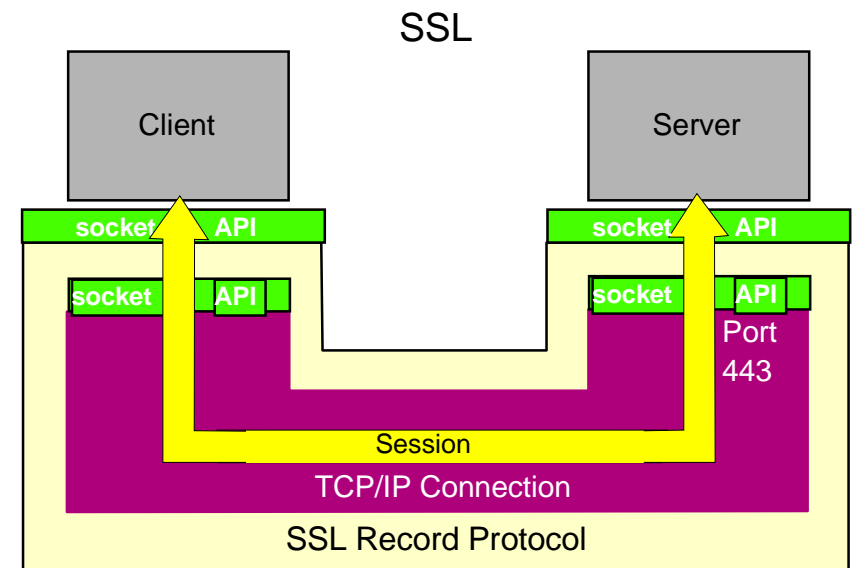 SSL
Client
Server
socket API
socket API
socket API
socket API
Port
443
Session
TCP/IP Connection
SSL Record Protocol